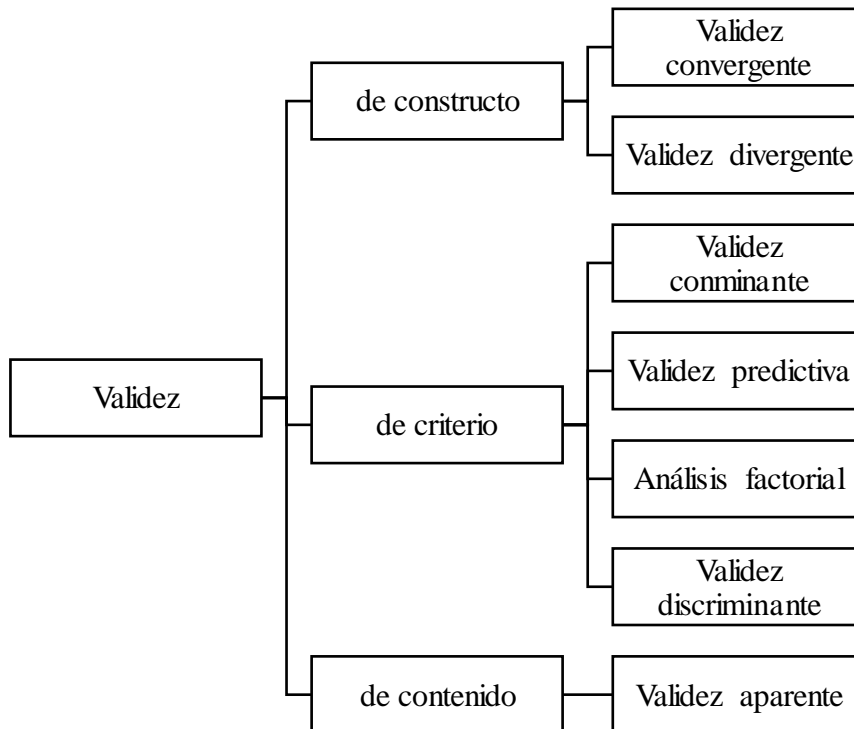 Validez
de constructo
Validez
convergente
Validez divergente
de criterio
Validez
conminante
Validez predictiva
Análisis factorial
Validez
discriminante
de contenido
Validez aparente